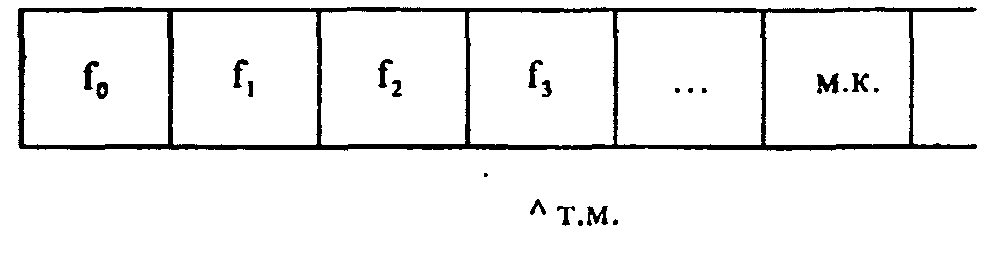 f₀ f₁ f₂ f₃ ... м.к.
^ т.м.